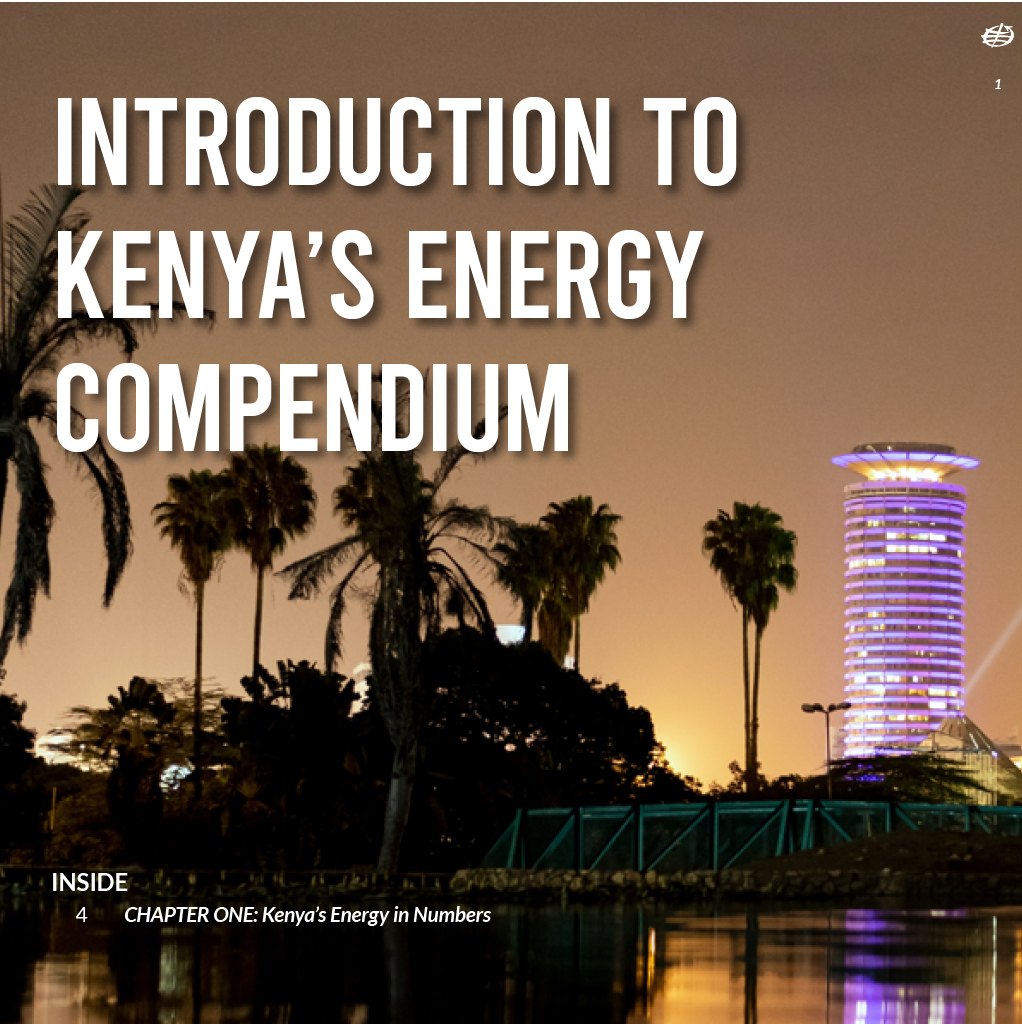 1
INTRODUCTION TO
KENYA’S ENERGY
COMPENDIUM
INSIDE
4 CHAPTER ONE: Kenya’s Energy in Numbers